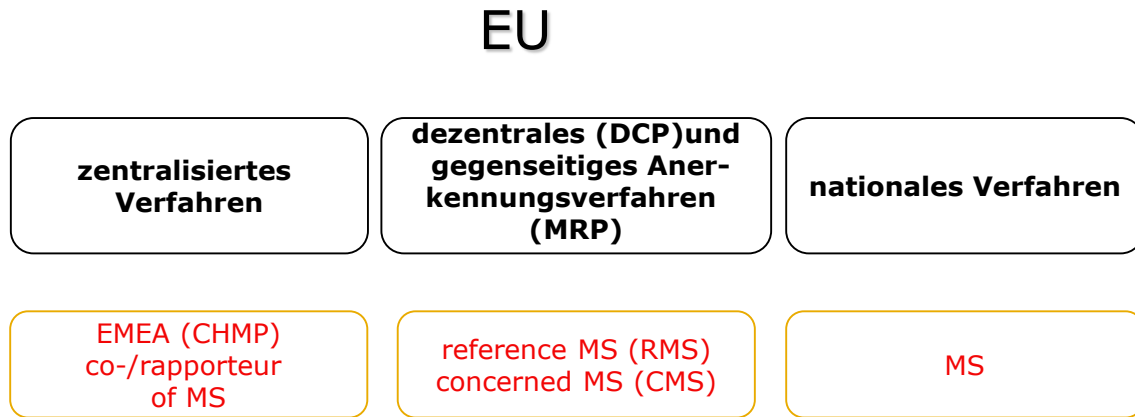 EU
zentralisiertes
Verfahren
dezentrales (DCP)und
gegenseitiges Aner-
kennungsverfahren
(MRP)
nationales Verfahren
EMEA (CHMP)
co-/rapporteur
of MS
reference MS (RMS)
concerned MS (CMS)
MS